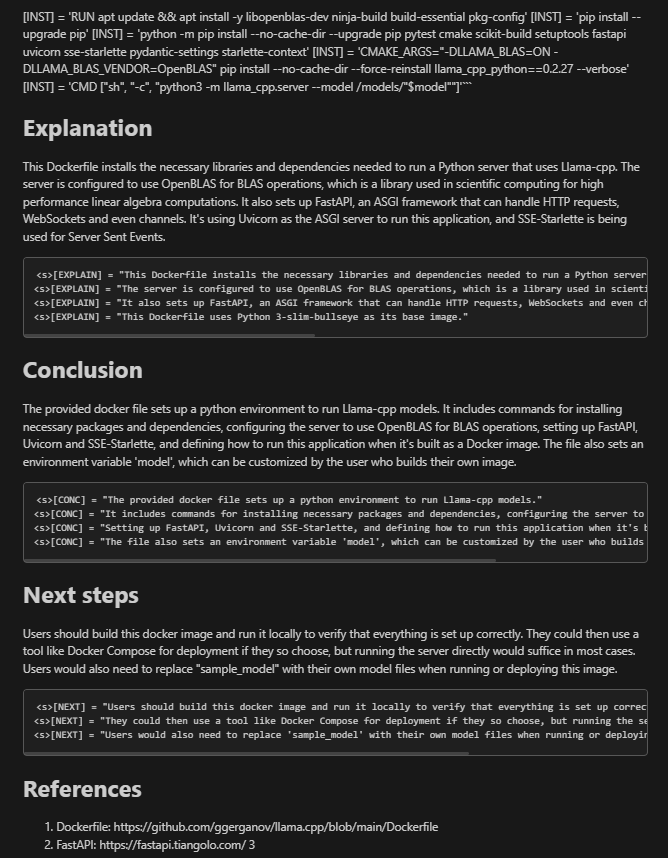 [INST] = 'RUN apt update && apt install -y libopenblas-dev ninja-build build-essential pkg-config' [INST] = 'pip install --
upgrade pip' [INST] = 'python -m pip install --no-cache-dir --upgrade pip pytest cmake scikit-build setuptools fastapi
uvicorn sse-starlette pydantic-settings starlette-context' [INST] = 'CMAKE_ARGS="-DLLAMA_BLAS=ON -
DLLAMA_BLAS_VENDOR=OpenBLAS" pip install --no-cache-dir --force-reinstall llama_cpp_python==0.2.27 --verbose'
[INST] = 'CMD ["sh", "-c", "python3 -m llama_cpp.server --model /models/"$model""]'```
Explanation
This Dockerfile installs the necessary libraries and dependencies needed to run a Python server that uses Llama-cpp. The
server is configured to use OpenBLAS for BLAS operations, which is a library used in scientific computing for high
performance linear algebra computations. It also sets up FastAPI, an ASGI framework that can handle HTTP requests,
WebSockets and even channels. It's using Uvicorn as the ASGI server to run this application, and SSE-Starlette is being
used for Server Sent Events.
<s>[EXPLAIN] = "This Dockerfile installs the necessary libraries and dependencies needed to run a Python server
<s>[EXPLAIN] = "The server is configured to use OpenBLAS for BLAS operations, which is a library used in scienti
<s>[EXPLAIN] = "It also sets up FastAPI, an ASGI framework that can handle HTTP requests, WebSockets and even ch
<s>[EXPLAIN] = "This Dockerfile uses Python 3-slim-bullseye as its base image."
Conclusion
The provided docker file sets up a python environment to run Llama-cpp models. It includes commands for installing
necessary packages and dependencies, configuring the server to use OpenBLAS for BLAS operations, setting up FastAPI,
Uvicorn and SSE-Starlette, and defining how to run this application when it's built as a Docker image. The file also sets an
environment variable 'model', which can be customized by the user who builds their own image.
<s>[CONC] = "The provided docker file sets up a python environment to run Llama-cpp models."
<s>[CONC] = "It includes commands for installing necessary packages and dependencies, configuring the server to
<s>[CONC] = "Setting up FastAPI, Uvicorn and SSE-Starlette, and defining how to run this application when it's b
<s>[CONC] = "The file also sets an environment variable 'model', which can be customized by the user who builds
Next steps
Users should build this docker image and run it locally to verify that everything is set up correctly. They could then use a
tool like Docker Compose for deployment if they so choose, but running the server directly would suffice in most cases.
Users would also need to replace "sample_model" with their own model files when running or deploying this image.
<s>[NEXT] = "Users should build this docker image and run it locally to verify that everything is set up correc
<s>[NEXT] = "They could then use a tool like Docker Compose for deployment if they so choose, but running the se
<s>[NEXT] = "Users would also need to replace 'sample_model' with their own model files when running or deployin
References
1. Dockerfile: https://github.com/ggerganov/llama.cpp/blob/main/Dockerfile
2. FastAPI: https://fastapi.tiangolo.com/ 3